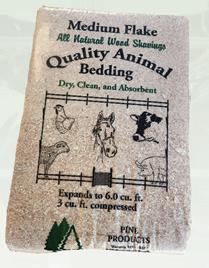 Medium Flake
All Natural Wood Shavings
Quality Animal
Bedding
Dry, Clean, and Absorbent
Expands to 6.0 cu. ft.
3 cu. ft. compressed
PINE
PRODUCTS